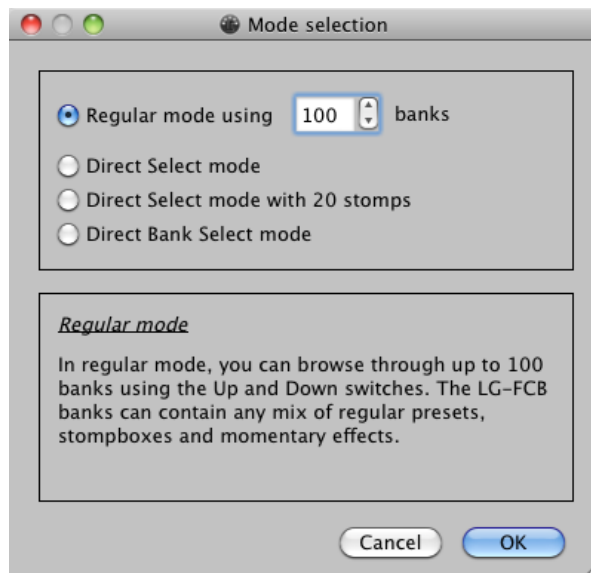 Mode selection
Regular mode using 100 banks
Direct Select mode
Direct Select mode with 20 stomps
Direct Bank Select mode
Regular mode
In regular mode, you can browse through up to 100
banks using the Up and Down switches. The LG-FCB
banks can contain any mix of regular presets,
stompboxes and momentary effects.
Cancel OK